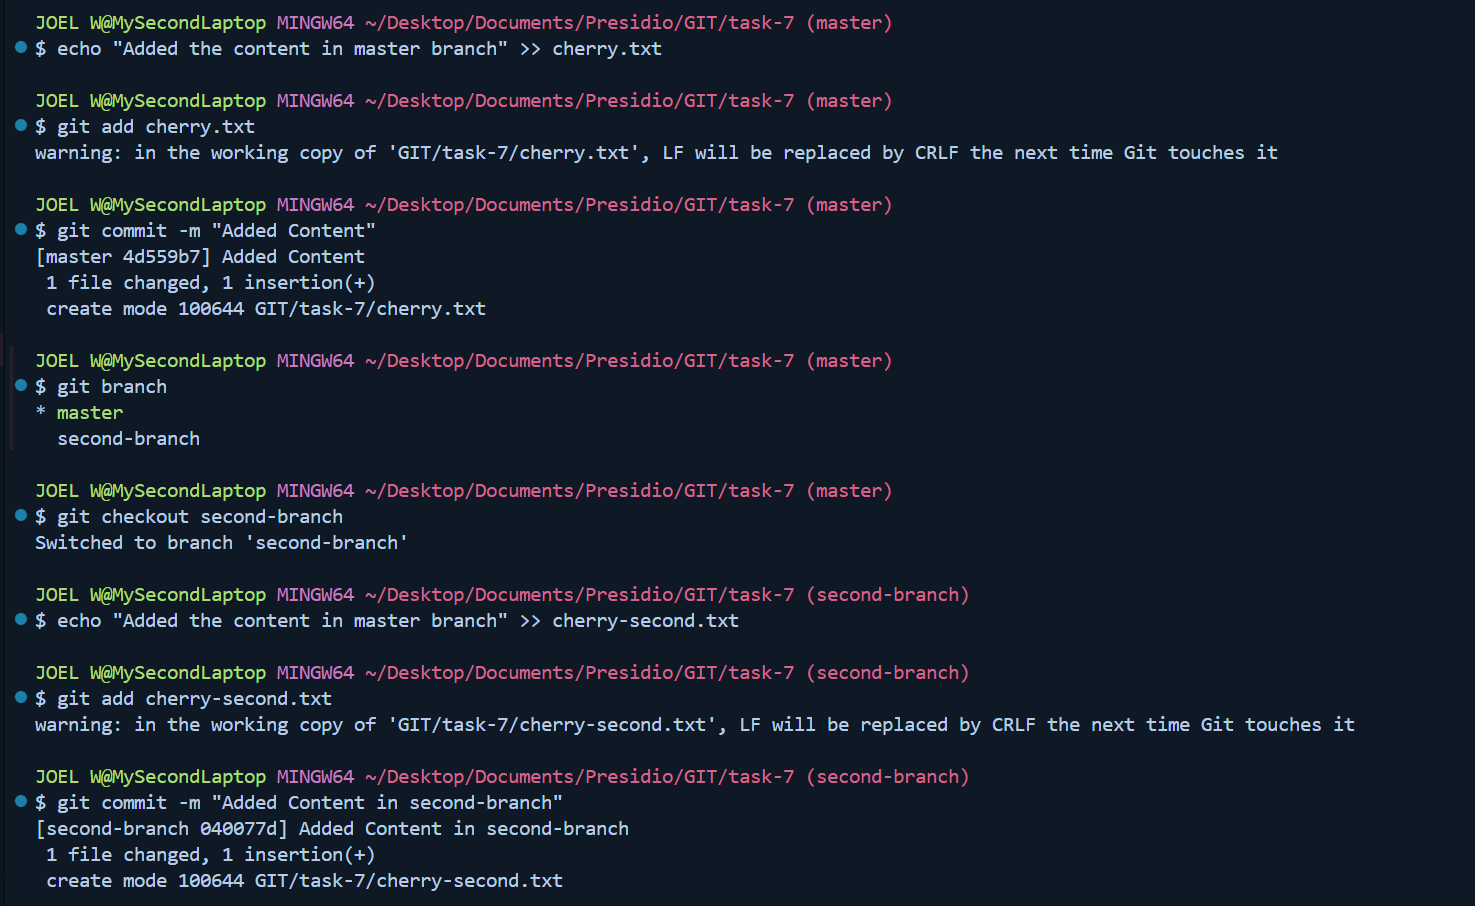 JOEL W@MySecondLaptop MINGW64 ~/Desktop/Documents/Presidio/GIT/task-7 (master)
$ echo "Added the content in master branch" >> cherry.txt
JOEL W@MySecondLaptop MINGW64 ~/Desktop/Documents/Presidio/GIT/task-7 (master)
$ git add cherry.txt
warning: in the working copy of 'GIT/task-7/cherry.txt', LF will be replaced by CRLF the next time Git touches it
JOEL W@MySecondLaptop MINGW64 ~/Desktop/Documents/Presidio/GIT/task-7 (master)
$ git commit -m "Added Content"
[master 4d559b7] Added Content
 1 file changed, 1 insertion(+)
 create mode 100644 GIT/task-7/cherry.txt
JOEL W@MySecondLaptop MINGW64 ~/Desktop/Documents/Presidio/GIT/task-7 (master)
$ git branch
* master
  second-branch
JOEL W@MySecondLaptop MINGW64 ~/Desktop/Documents/Presidio/GIT/task-7 (master)
$ git checkout second-branch
Switched to branch 'second-branch'
JOEL W@MySecondLaptop MINGW64 ~/Desktop/Documents/Presidio/GIT/task-7 (second-branch)
$ echo "Added the content in master branch" >> cherry-second.txt
JOEL W@MySecondLaptop MINGW64 ~/Desktop/Documents/Presidio/GIT/task-7 (second-branch)
$ git add cherry-second.txt
warning: in the working copy of 'GIT/task-7/cherry-second.txt', LF will be replaced by CRLF the next time Git touches it
JOEL W@MySecondLaptop MINGW64 ~/Desktop/Documents/Presidio/GIT/task-7 (second-branch)
$ git commit -m "Added Content in second-branch"
[second-branch 040077d] Added Content in second-branch
 1 file changed, 1 insertion(+)
 create mode 100644 GIT/task-7/cherry-second.txt